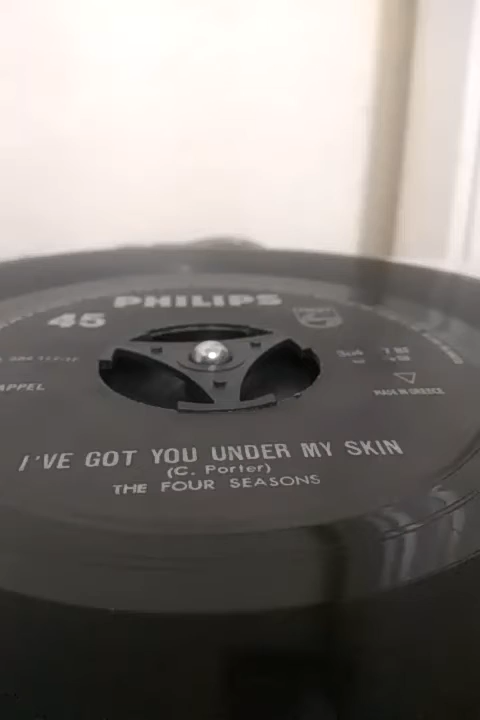 PHILIPS
45
APPEL
MADE IN GREECE
I'VE GOT YOU UNDER MY SKIN
(C. Porter)
THE FOUR SEASONS